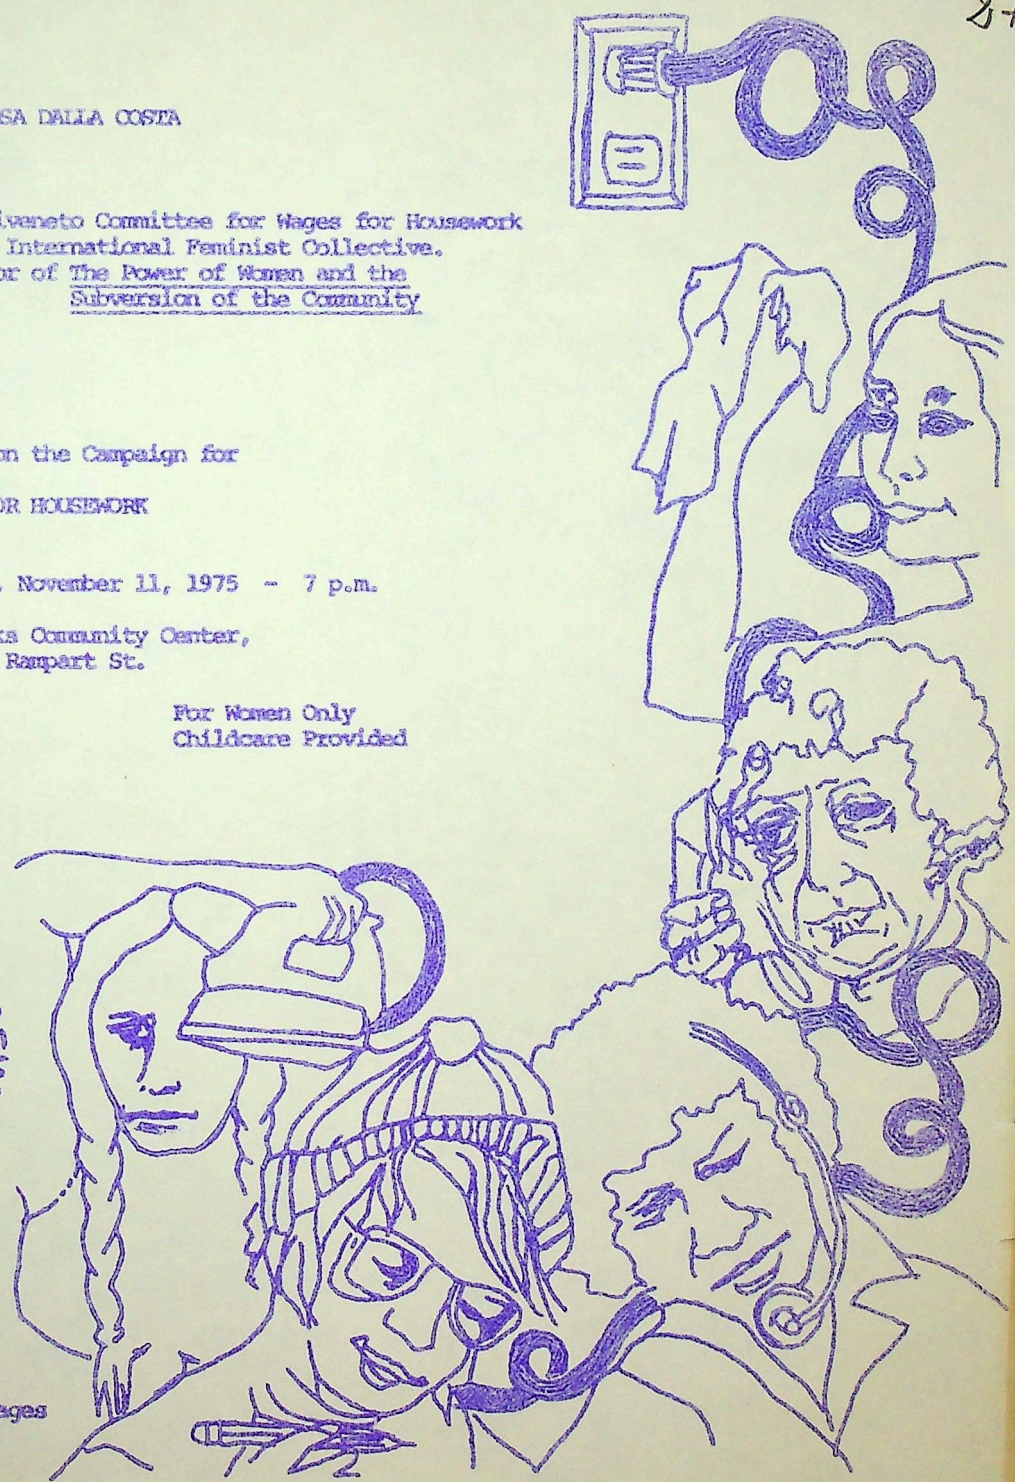 SA DALLA COSTA
iveneto Committee for Wages for Housework
International Feminist Collective.
or of The Power of Women and the
Subversion of the Community
on the Campaign for
OR HOUSEWORK
, November 11, 1975 - 7 p.m.
ks Community Center,
Rampart St.
For Women Only
Childcare Provided
ages